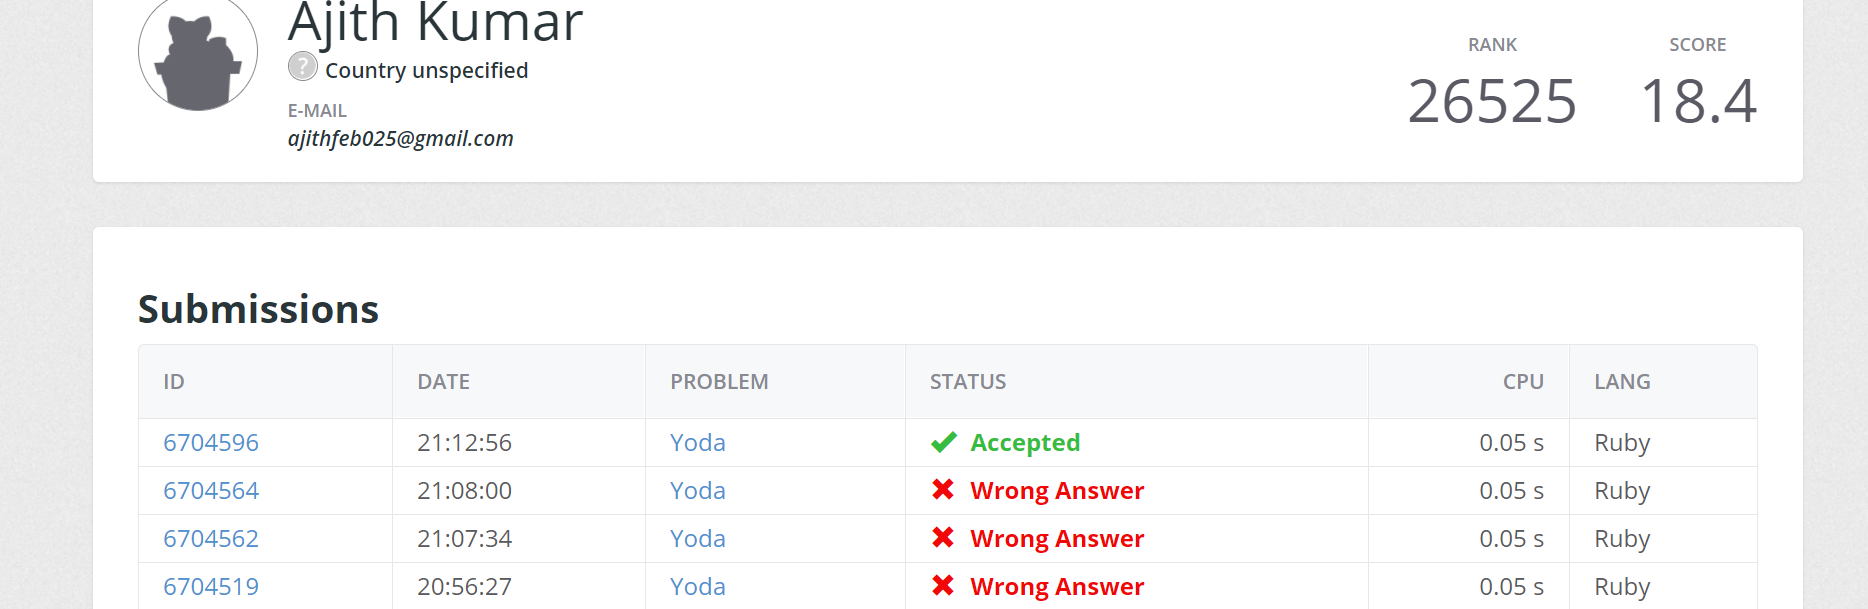 Ajith Kumar
? Country unspecified
E-MAIL
ajithfeb025@gmail.com
RANK SCORE
26525 18.4
Submissions
ID DATE PROBLEM STATUS CPU LANG
6704596 21:12:56 Yoda Accepted 0.05 s Ruby
6704564 21:08:00 Yoda Wrong Answer 0.05 s Ruby
6704562 21:07:34 Yoda Wrong Answer 0.05 s Ruby
6704519 20:56:27 Yoda Wrong Answer 0.05 s Ruby